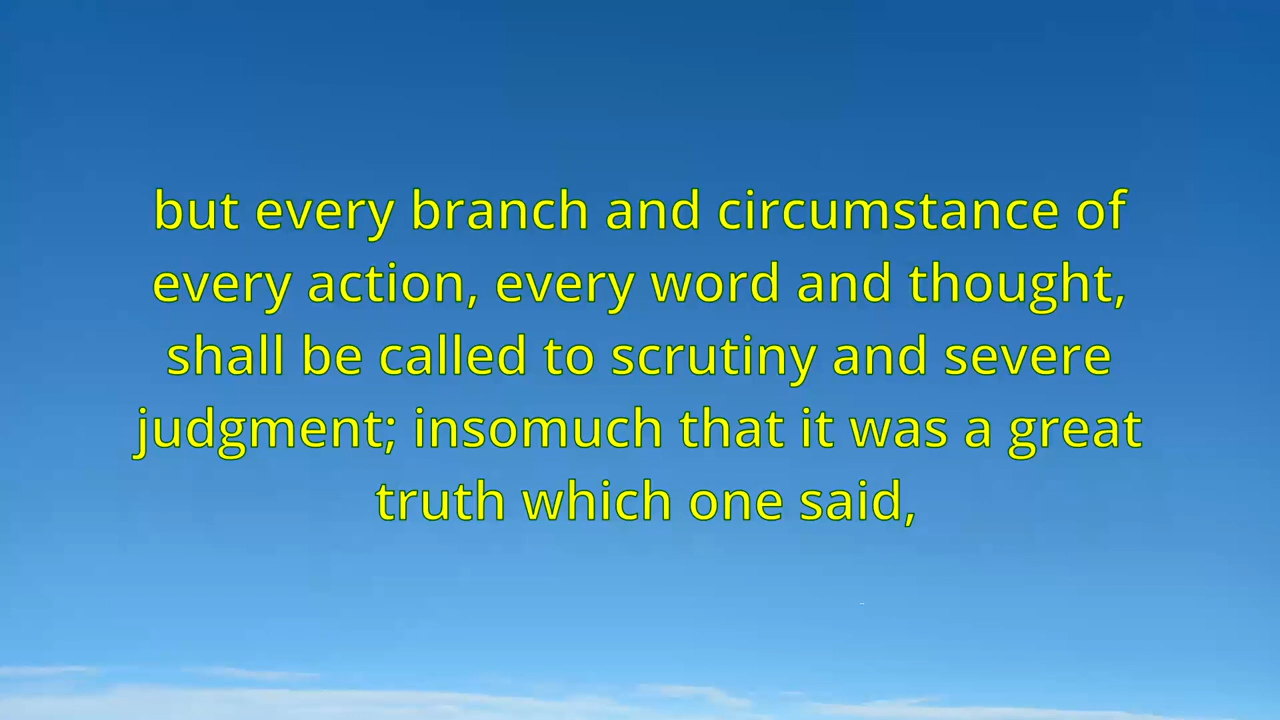 but every branch and circumstance of
every action, every word and thought,
shall be called to scrutiny and severe
judgment; insomuch that it was a great
truth which one said,